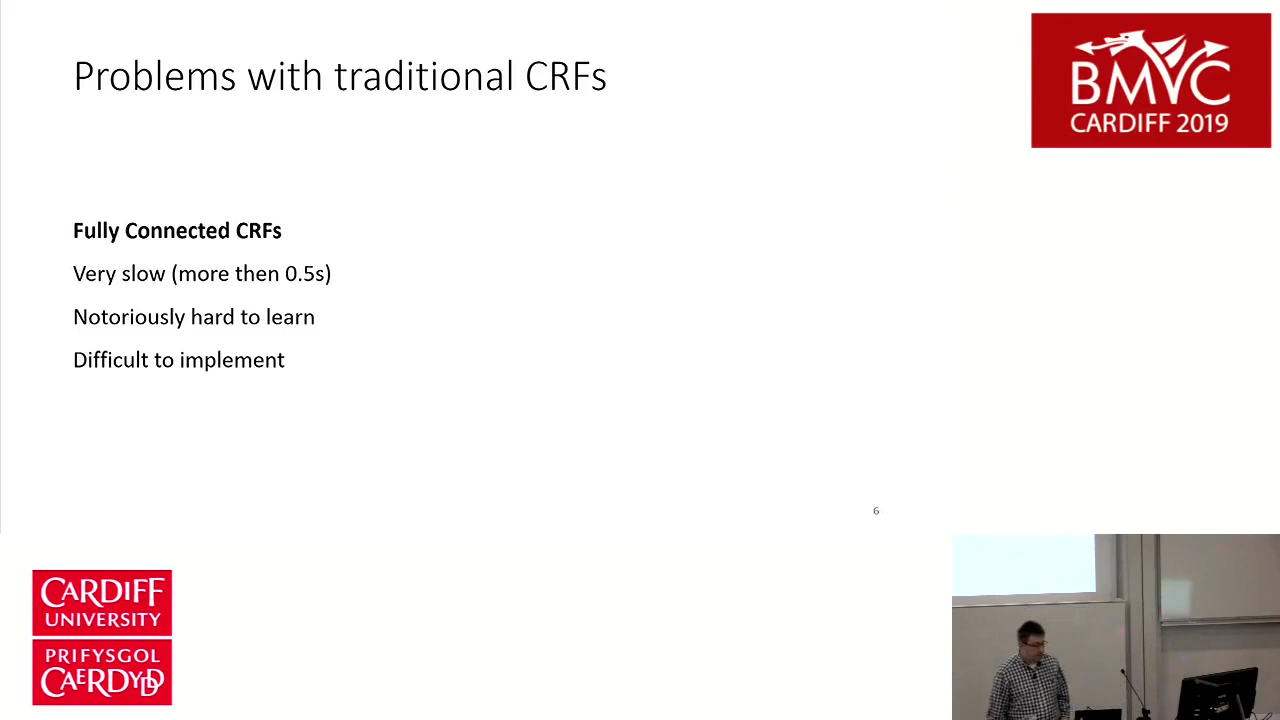 Problems with traditional CRFs
BMVC
CARDIFF 2019
Fully Connected CRFs
Very slow (more then 0.5s)
Notoriously hard to learn
Difficult to implement
6
CARDIFF
UNIVERSITY
PRIFYSGOL
CAERDYDD